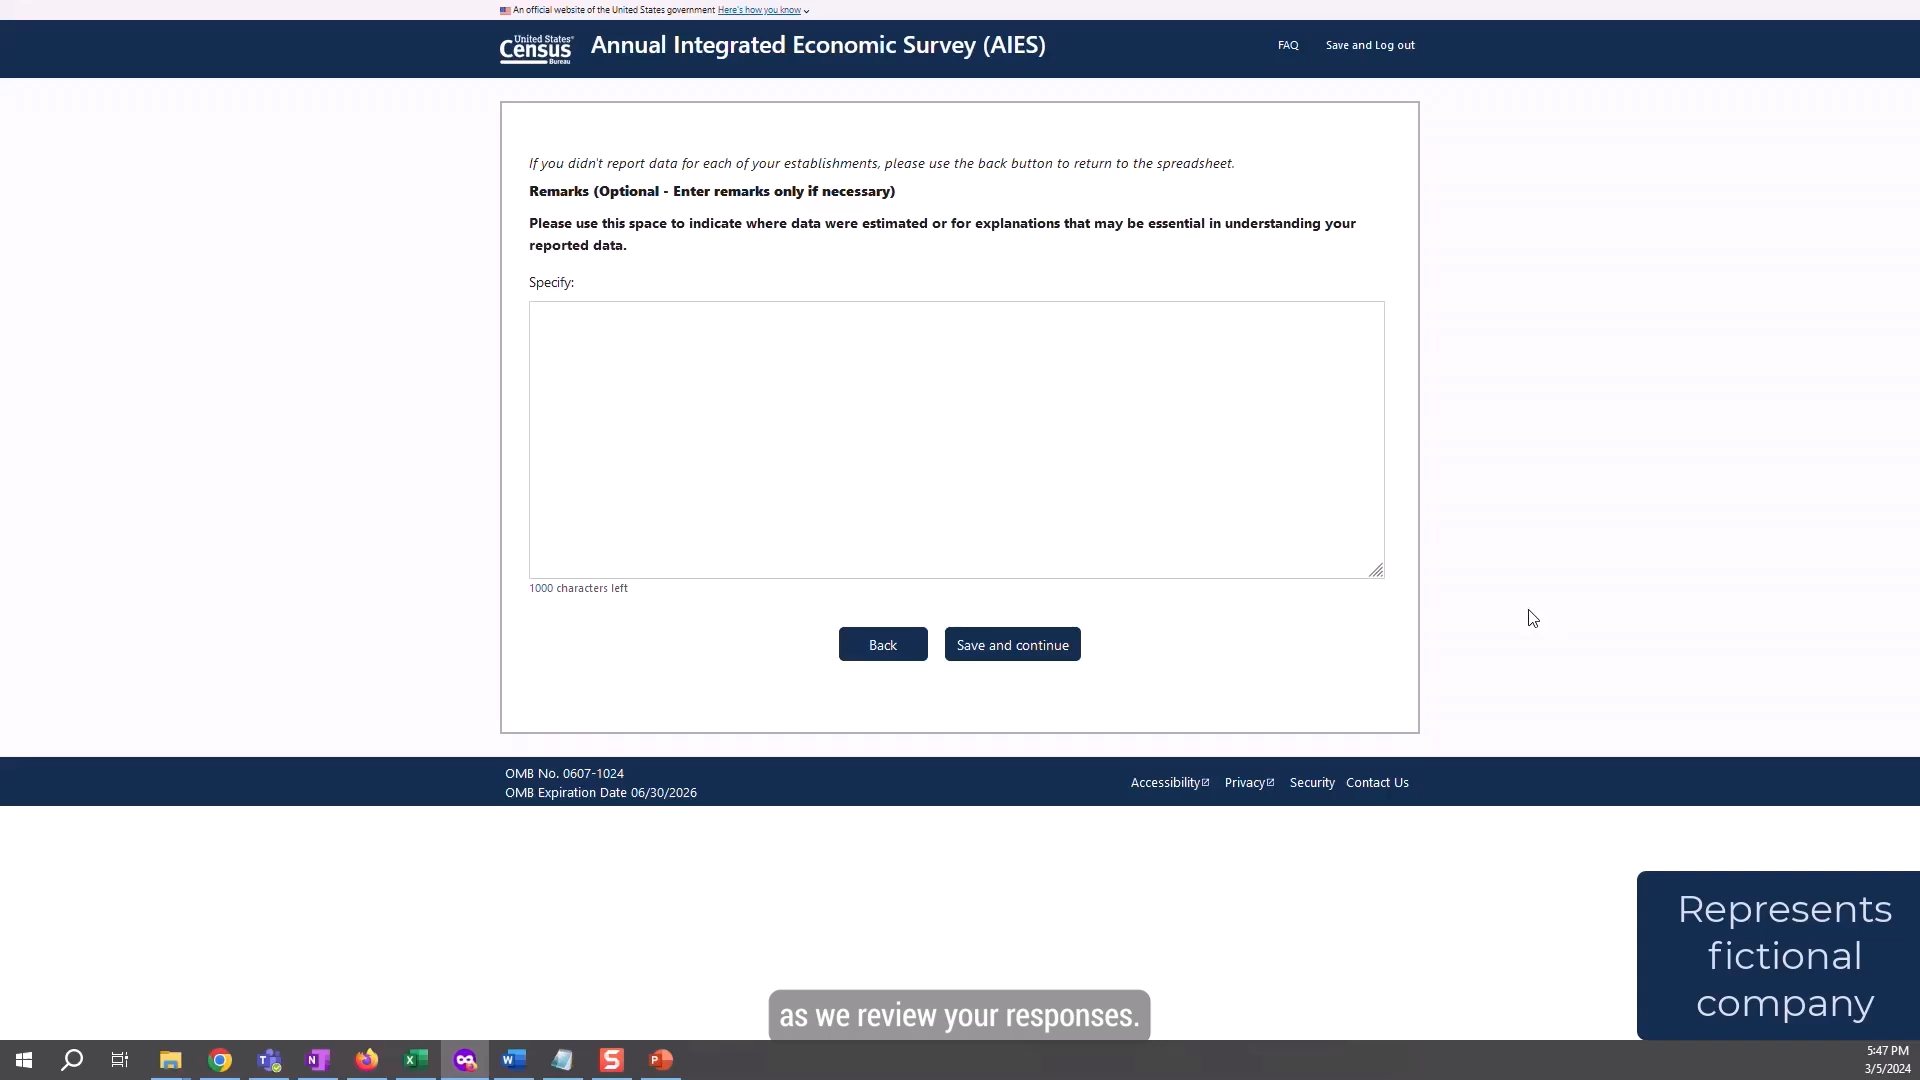 An official website of the United States government Here's how you know
United States
Census
Bureau
Annual Integrated Economic Survey (AIES)
FAQ
Save and Log out
If you didn't report data for each of your establishments, please use the back button to return to the spreadsheet.
Remarks (Optional - Enter remarks only if necessary)
Please use this space to indicate where data were estimated or for explanations that may be essential in understanding your
reported data.
Specify:
1000 characters left
Back
Save and continue
OMB No. 0607-1024
OMB Expiration Date 06/30/2026
Accessibility
Privacy
Security
Contact Us
Represents
fictional
company
as we review your responses.
5:47 PM
3/5/2024